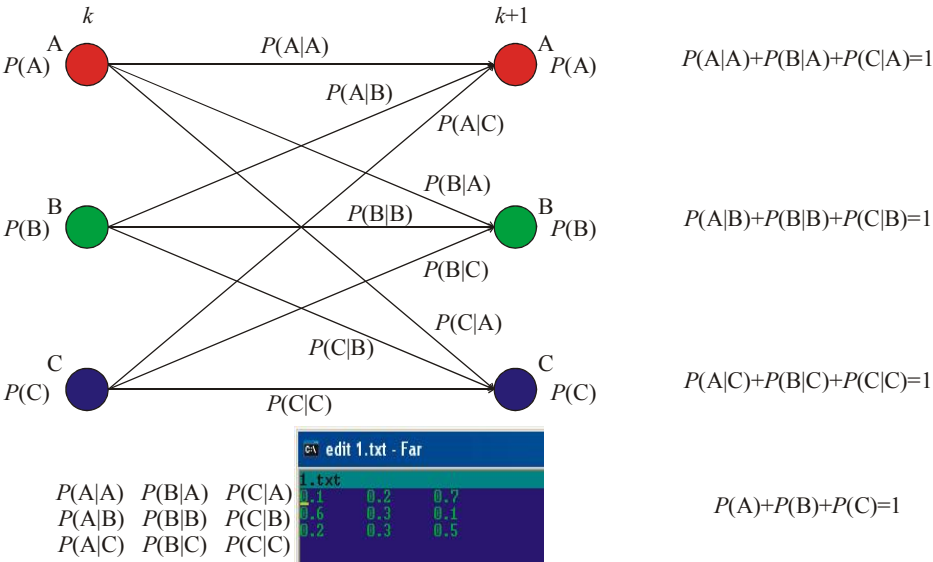 k
k+1
A
P(A)
P(A|A)
A
P(A)
P(A|A)+P(B|A)+P(C|A)=1
P(A|B)
P(A|C)
P(B|A)
B
P(B)
P(B|B)
B
P(B)
P(A|B)+P(B|B)+P(C|B)=1
P(B|C)
P(C|A)
P(C|B)
C
P(C)
P(C|C)
C
P(C)
P(A|C)+P(B|C)+P(C|C)=1
C:\ edit 1.txt - Far
1.txt
P(A|A) P(B|A) P(C|A) 0.1 0.2 0.7
P(A|B) P(B|B) P(C|B) 0.6 0.3 0.1
P(A|C) P(B|C) P(C|C) 0.2 0.3 0.5
P(A)+P(B)+P(C)=1